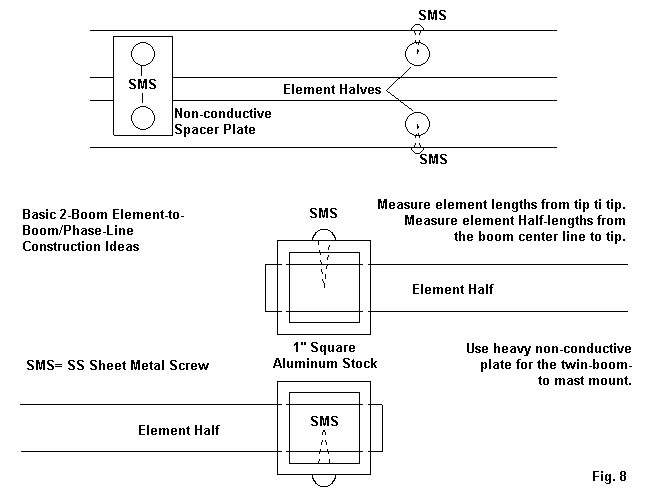 SMS
SMS
Element Halves
Non-conductive
Spacer Plate
SMS
Basic 2-Boom Element-to-
Boom/Phase-Line
Construction Ideas
SMS
Measure element lengths from tip ti tip.
Measure element Half-lengths from
the boom center line to tip.
Element Half
1" Square
Aluminum Stock
Use heavy non-conductive
plate for the twin-boom-
to mast mount.
SMS= SS Sheet Metal Screw
SMS
Element Half
Fig. 8